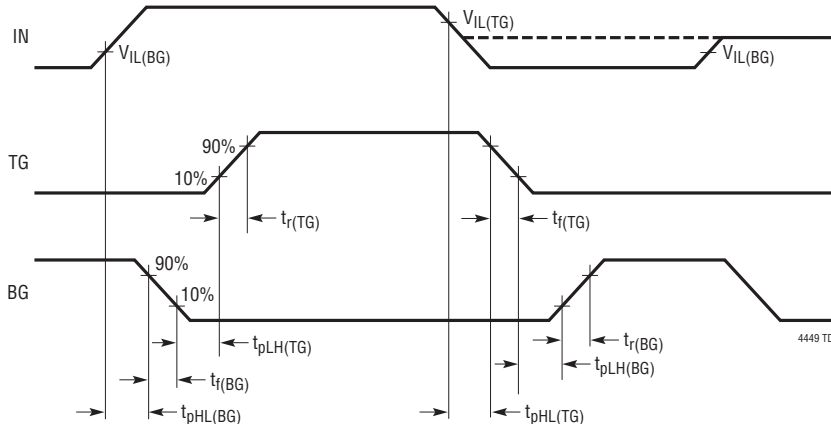 IN
V_IL(BG)
V_IL(TG)
V_IL(BG)
TG
90%
10%
t_r(TG)
t_f(TG)
BG
90%
10%
t_pLH(TG)
t_f(BG)
t_pHL(BG)
t_r(BG)
t_pLH(BG)
t_pHL(TG)
4449 TD